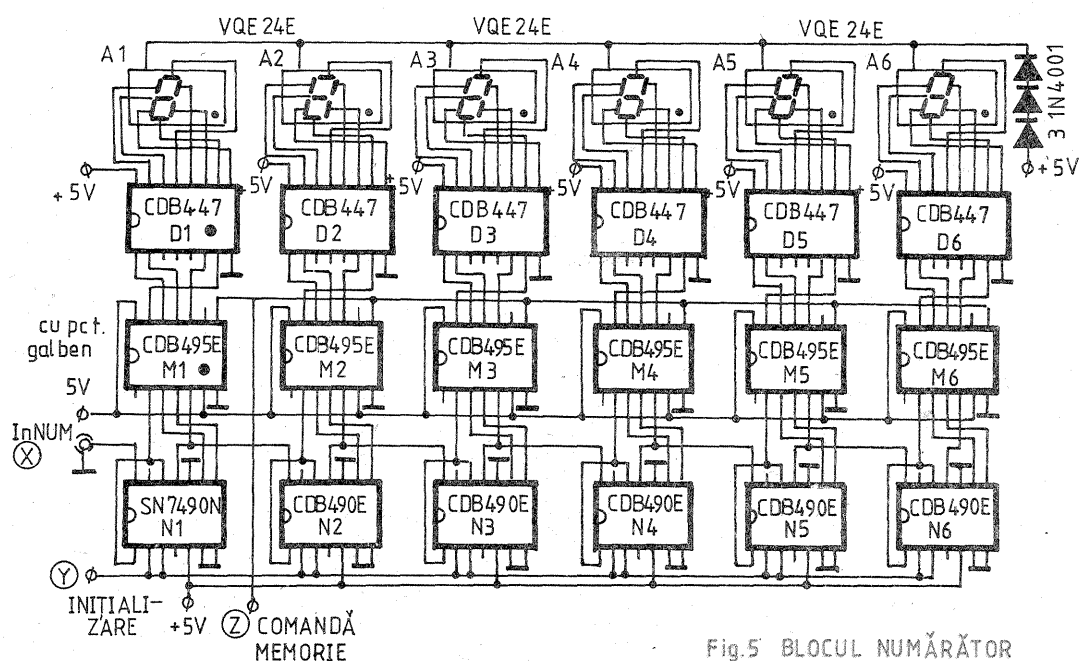 VQE 24E VQE 24E VQE 24E
A1 A2 A3 A4 A5 A6
3 1N4001
+5V 5V 5V 5V 5V 5V +5V
+ + + + +
CDB447 CDB447 CDB447 CDB447 CDB447 CDB447
D1 D2 D3 D4 D5 D6
cu pct.
galben
CDB495E CDB495E CDB495E CDB495E CDB495E CDB495E
M1 M2 M3 M4 M5 M6
5V
InNUM
X
SN7490N CDB490E CDB490E CDB490E CDB490E CDB490E
N1 N2 N3 N4 N5 N6
Y
INIȚIALI-
ZARE +5V Z COMANDĂ
MEMORIE
Fig.5 BLOCUL NUMĂRĂTOR